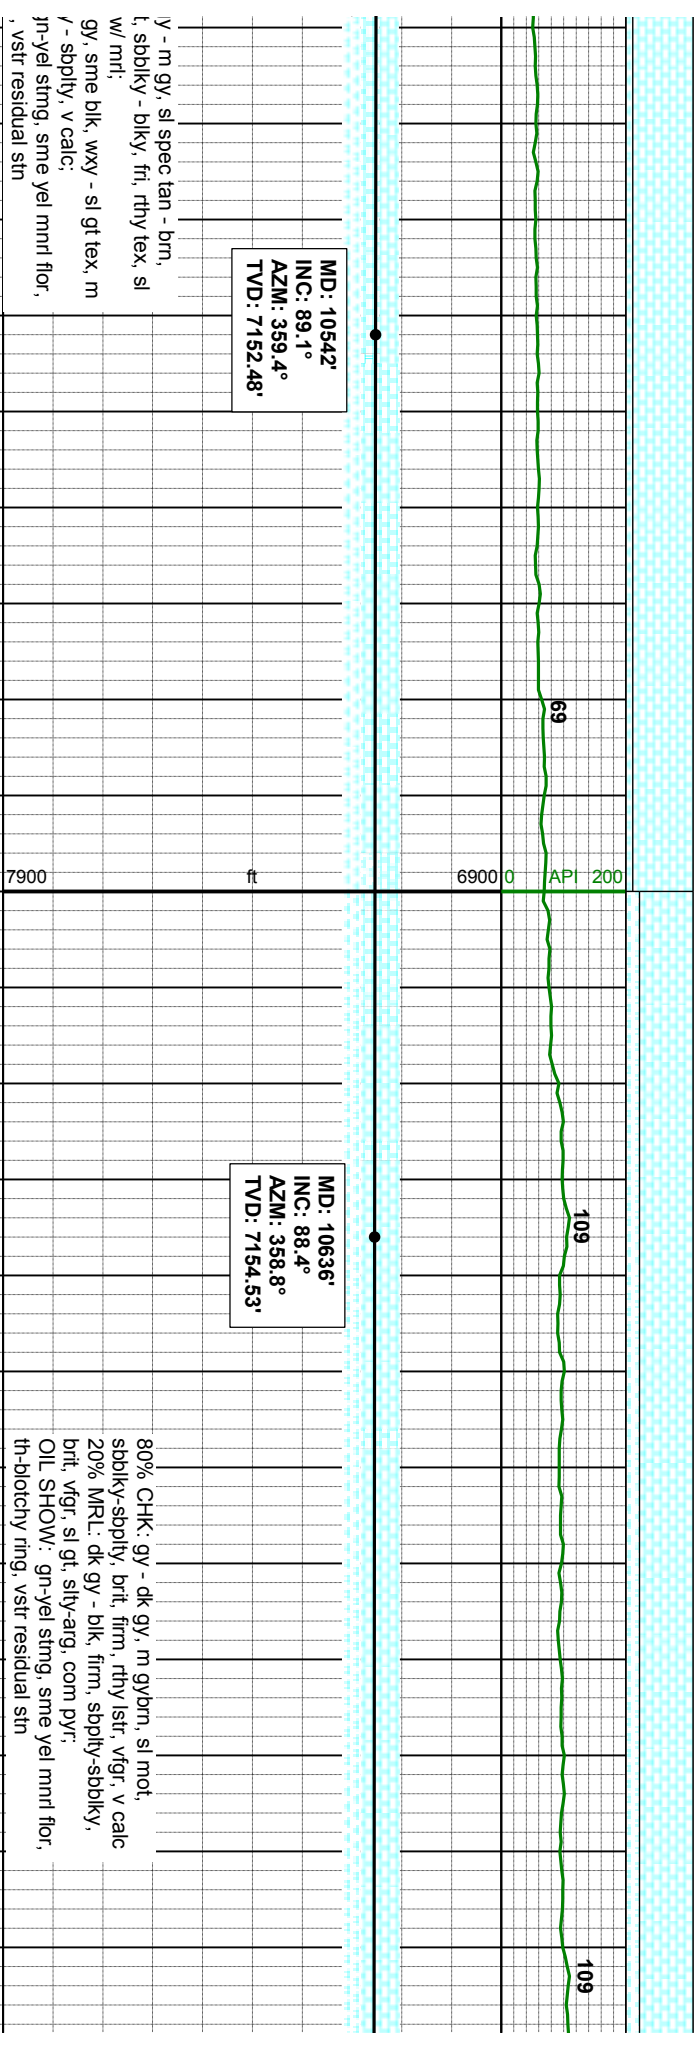 y - m gy, sl spec tan - brn,
t, sbblky - blky, fri, rthy tex, sl
w/ mrl;
gy, sme blk, wxy - sl gt tex, m
- sbplty, v calc;
n-yel stmg, sme yel mnrl flor,
, vstr residual stn
MD: 10542'
INC: 89.1°
AZM: 359.4°
TVD: 7152.48'
69
7900
ft
6900
0
API
200
MD: 10636'
INC: 88.4°
AZM: 358.8°
TVD: 7154.53'
109
80% CHK: gy - dk gy, m gybrn, sl mot,
sbblky-sbplty, brit, firm, rthy lstr, vfgr, v calc
20% MRL: dk gy - blk, firm, sbplty-sbblky,
brit, vfgr, sl gt, slty-arg, com pyr;
OIL SHOW: gn-yel stmg, sme yel mnrl flor,
th-blotchy ring, vstr residual stn
109